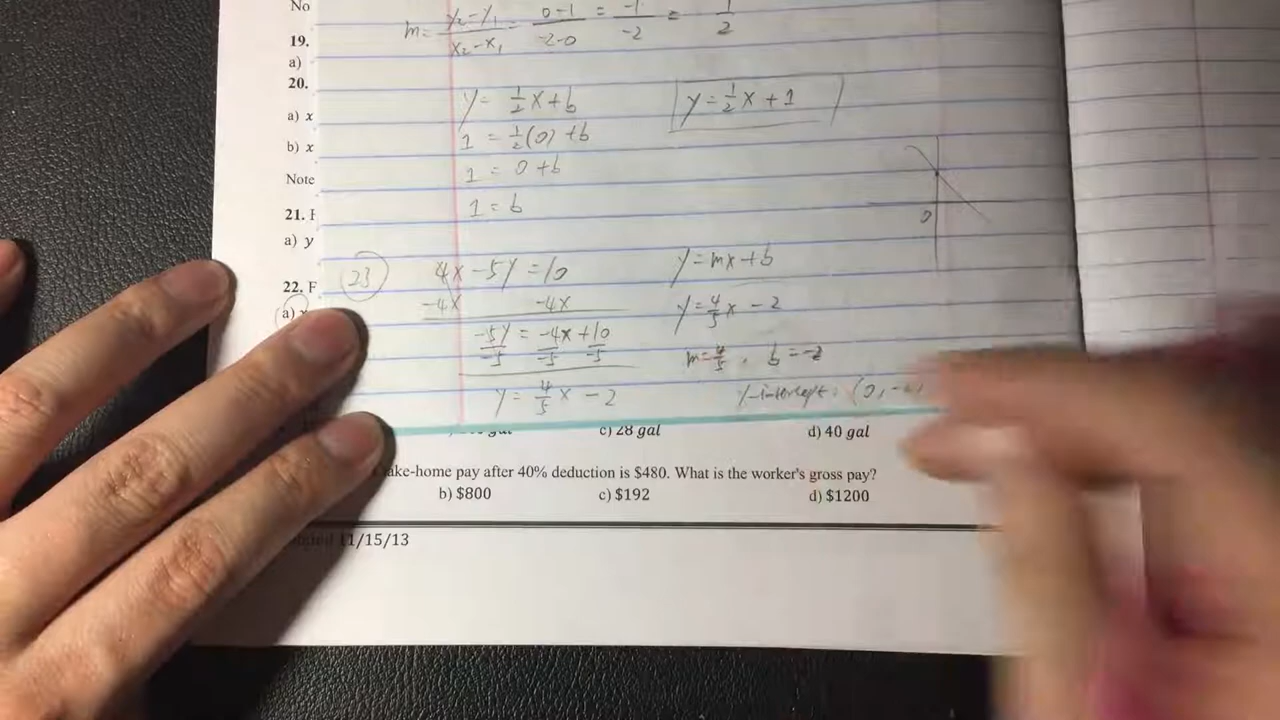 No
m = y₂-y₁ / x₂-x₁ = 0-1 / -2-0 = -1 / -2 = 1 / 2
19.
a)
20.
y = 1/2 x + b
y = 1/2 x + 1
a) x
1 = 1/2 (0) + b
b) x
1 = 0 + b
Note
1 = b
21. F
0
a) y
23
4x - 5y = 10
y = mx + b
22. F
-4x -4x
y = 4/5 x - 2
a) x
-5y = -4x + 10
-5 -5 -5
m = 4/5 , b = -2
y = 4/5 x - 2
y-intercept: (0, -2
c) 28 gal
d) 40 gal
ake-home pay after 40% deduction is $480. What is the worker's gross pay?
b) $800
c) $192
d) $1200
11/15/13